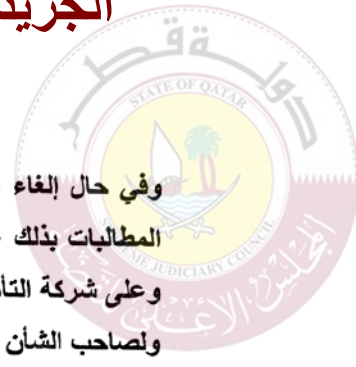 الجريد
دولة قطر
STATE OF QATAR
وفي حال إلغاء
المطالبات بذلك
SUPREME JUDICIARY COUNCIL
وعلى شركة التأ
المجلس الأعلى للقضاء
ولصاحب الشأن